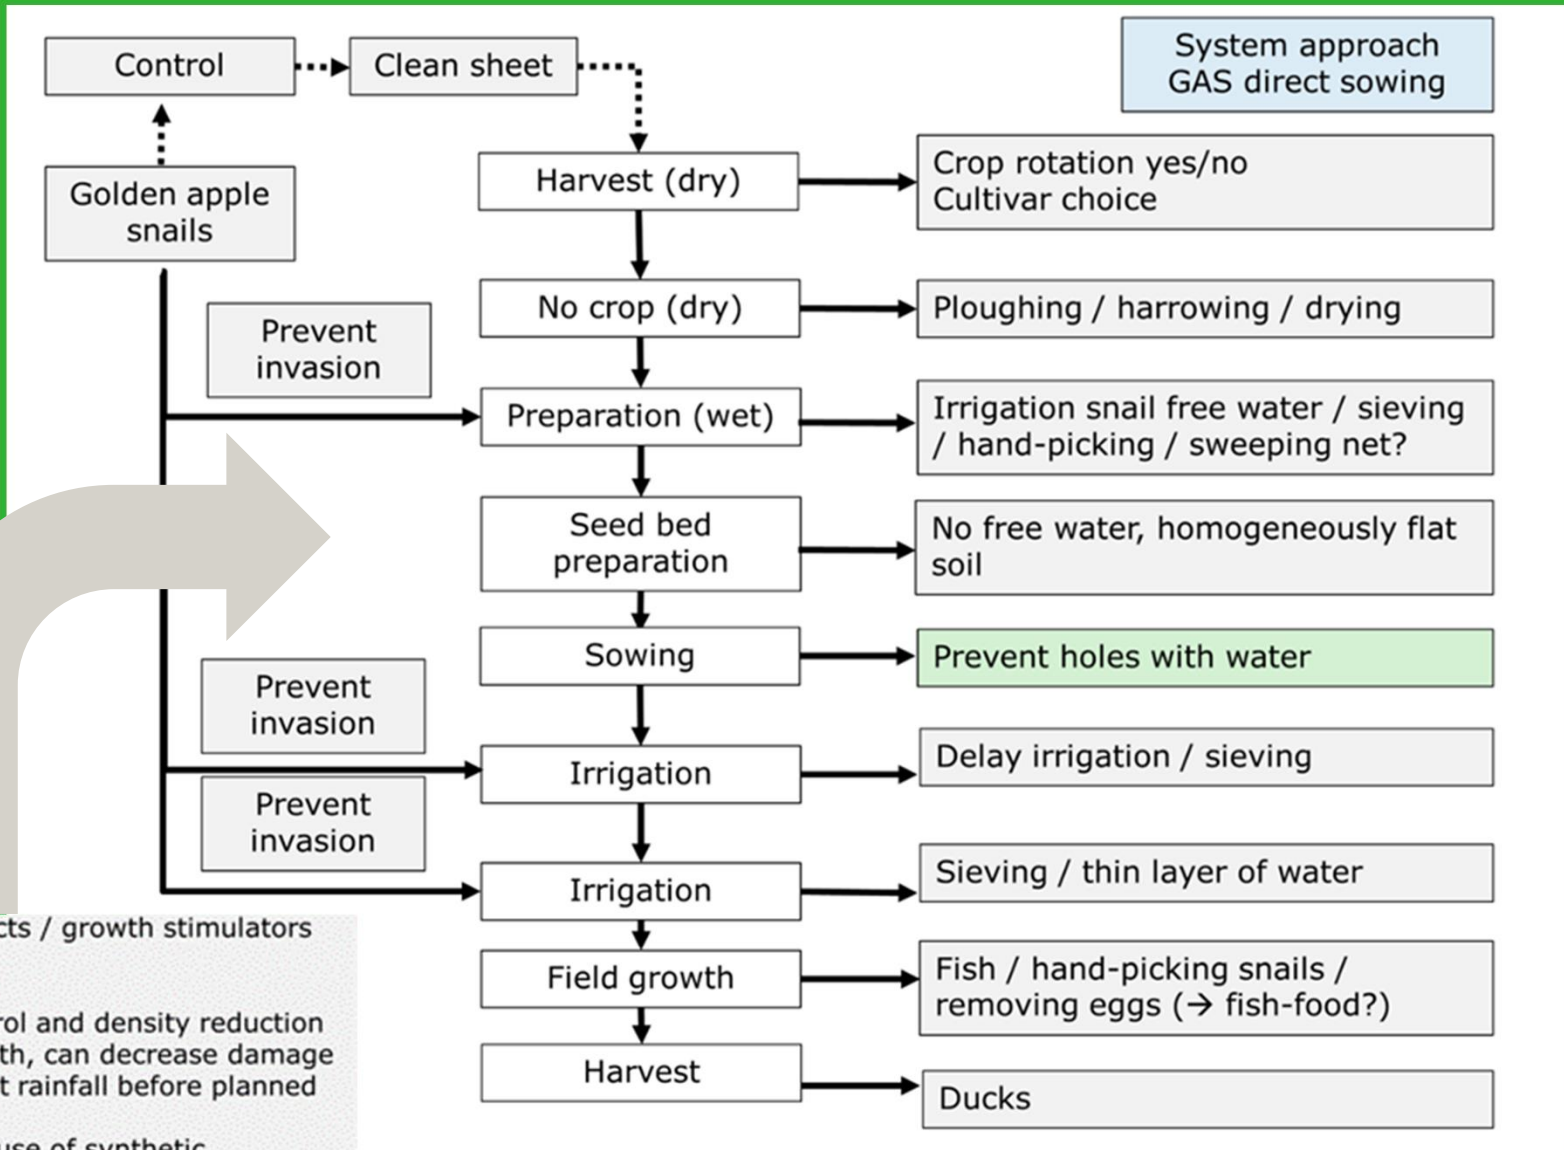 Control
Clean sheet
System approach
GAS direct sowing
Golden apple
snails
Harvest (dry)
Crop rotation yes/no
Cultivar choice
No crop (dry)
Ploughing / harrowing / drying
Prevent
invasion
Preparation (wet)
Irrigation snail free water / sieving
/ hand-picking / sweeping net?
Seed bed
preparation
No free water, homogeneously flat
soil
Sowing
Prevent holes with water
Prevent
invasion
Irrigation
Delay irrigation / sieving
Prevent
invasion
Irrigation
Sieving / thin layer of water
Field growth
Fish / hand-picking snails /
removing eggs (→ fish-food?)
Harvest
Ducks
/ growth stimulators
and density reduction
can decrease damage
rainfall before planned
use of synthetic